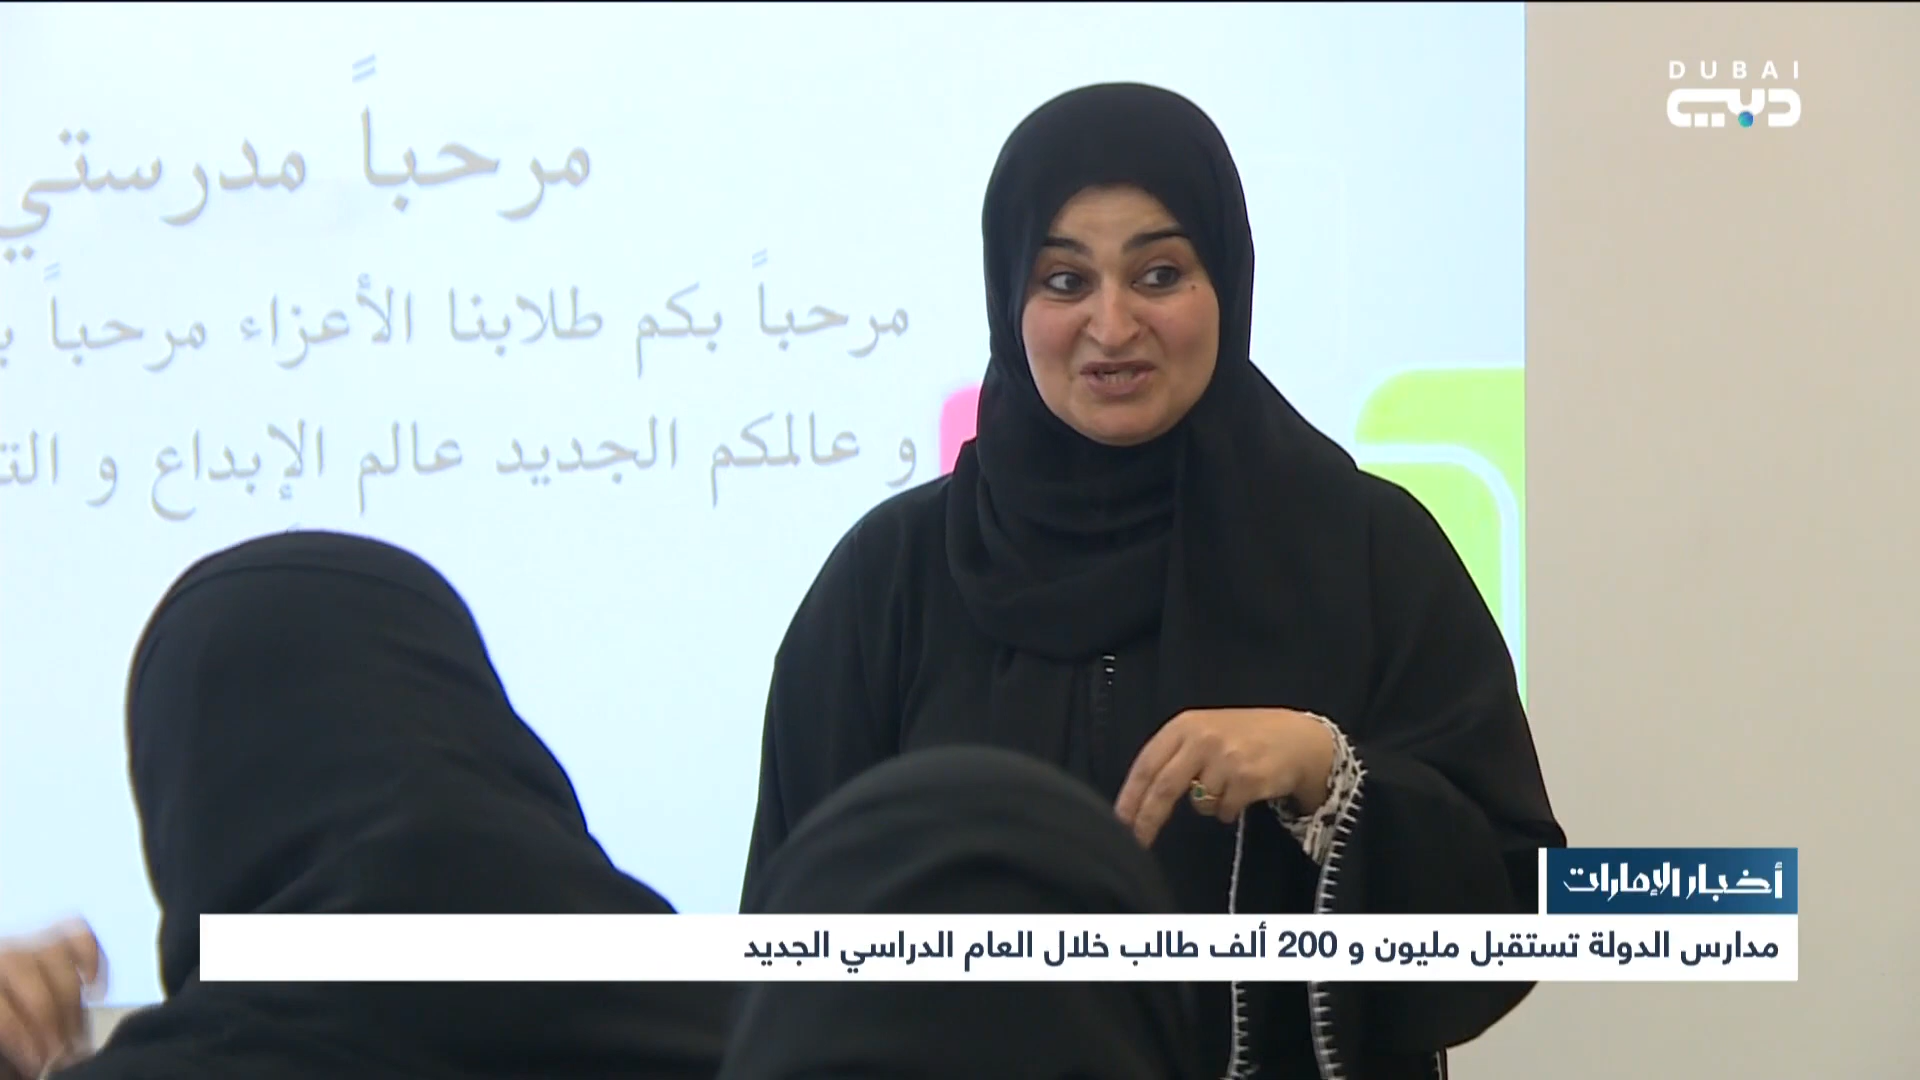 DUBAI
دبي
مرحباً مدرستي
مرحباً بكم طلابنا الأعزاء مرحباً
و عالمكم الجديد عالم الإبداع و
أخبار الإمارات
مدارس الدولة تستقبل مليون و 200 ألف طالب خلال العام الدراسي الجديد